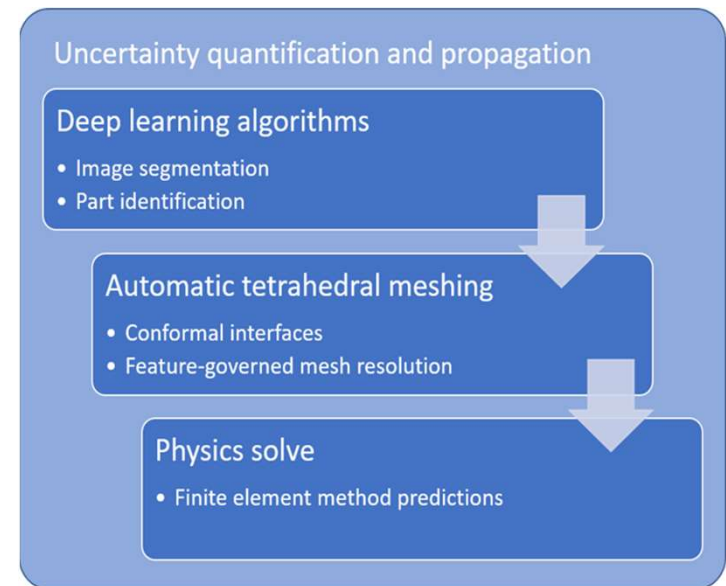 Uncertainty quantification and propagation
Deep learning algorithms
• Image segmentation
• Part identification
Automatic tetrahedral meshing
• Conformal interfaces
• Feature-governed mesh resolution
Physics solve
• Finite element method predictions